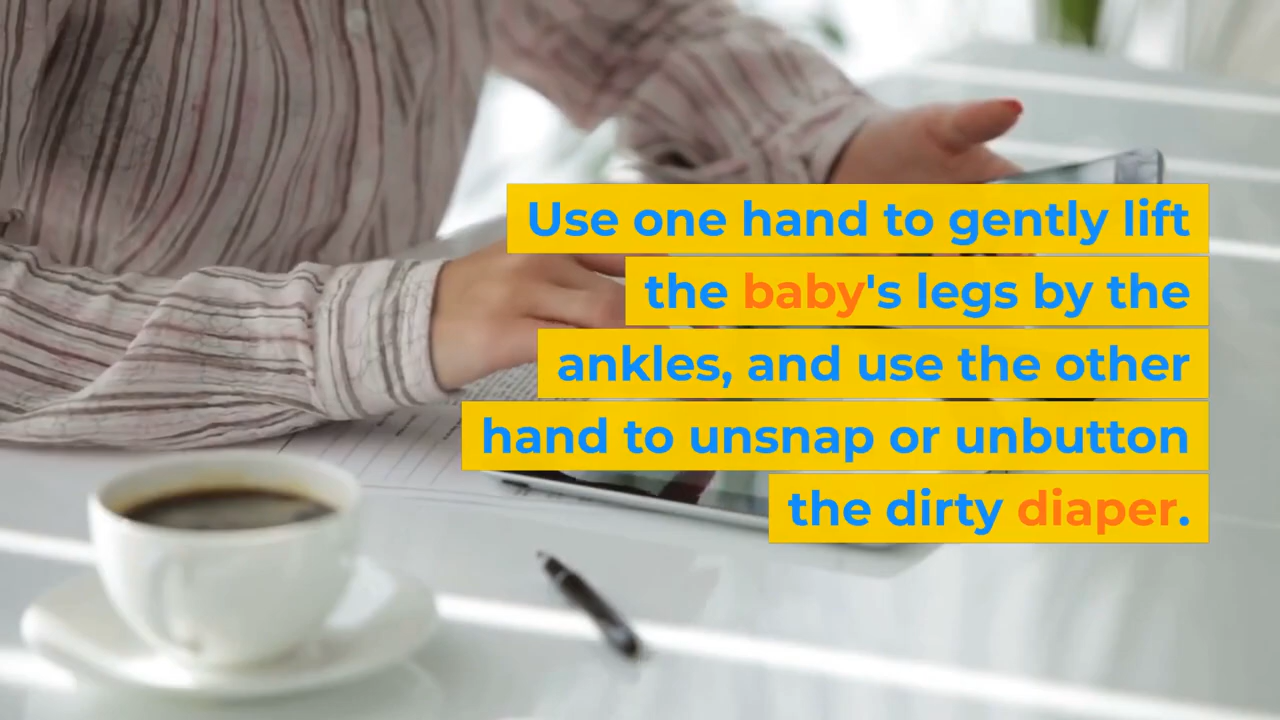 Use one hand to gently lift
the baby's legs by the
ankles, and use the other
hand to unsnap or unbutton
the dirty diaper.